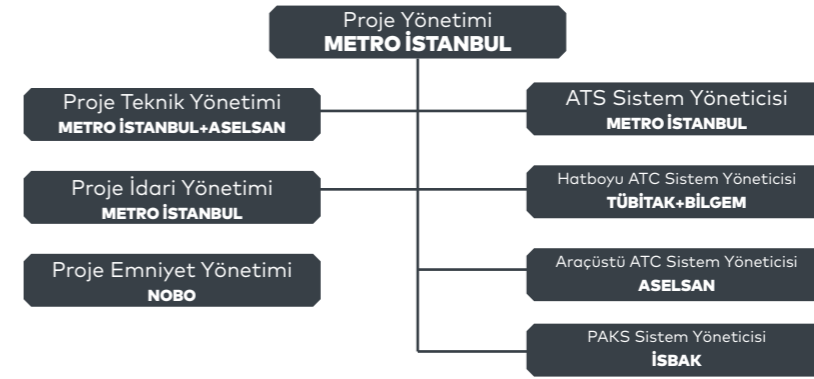 Proje Yönetimi
METRO İSTANBUL
Proje Teknik Yönetimi
METRO İSTANBUL+ASELSAN
Proje İdari Yönetimi
METRO İSTANBUL
Proje Emniyet Yönetimi
NOBO
ATS Sistem Yöneticisi
METRO İSTANBUL
Hatboyu ATC Sistem Yöneticisi
TÜBİTAK+BİLGEM
Araçüstü ATC Sistem Yöneticisi
ASELSAN
PAKS Sistem Yöneticisi
İSBAK